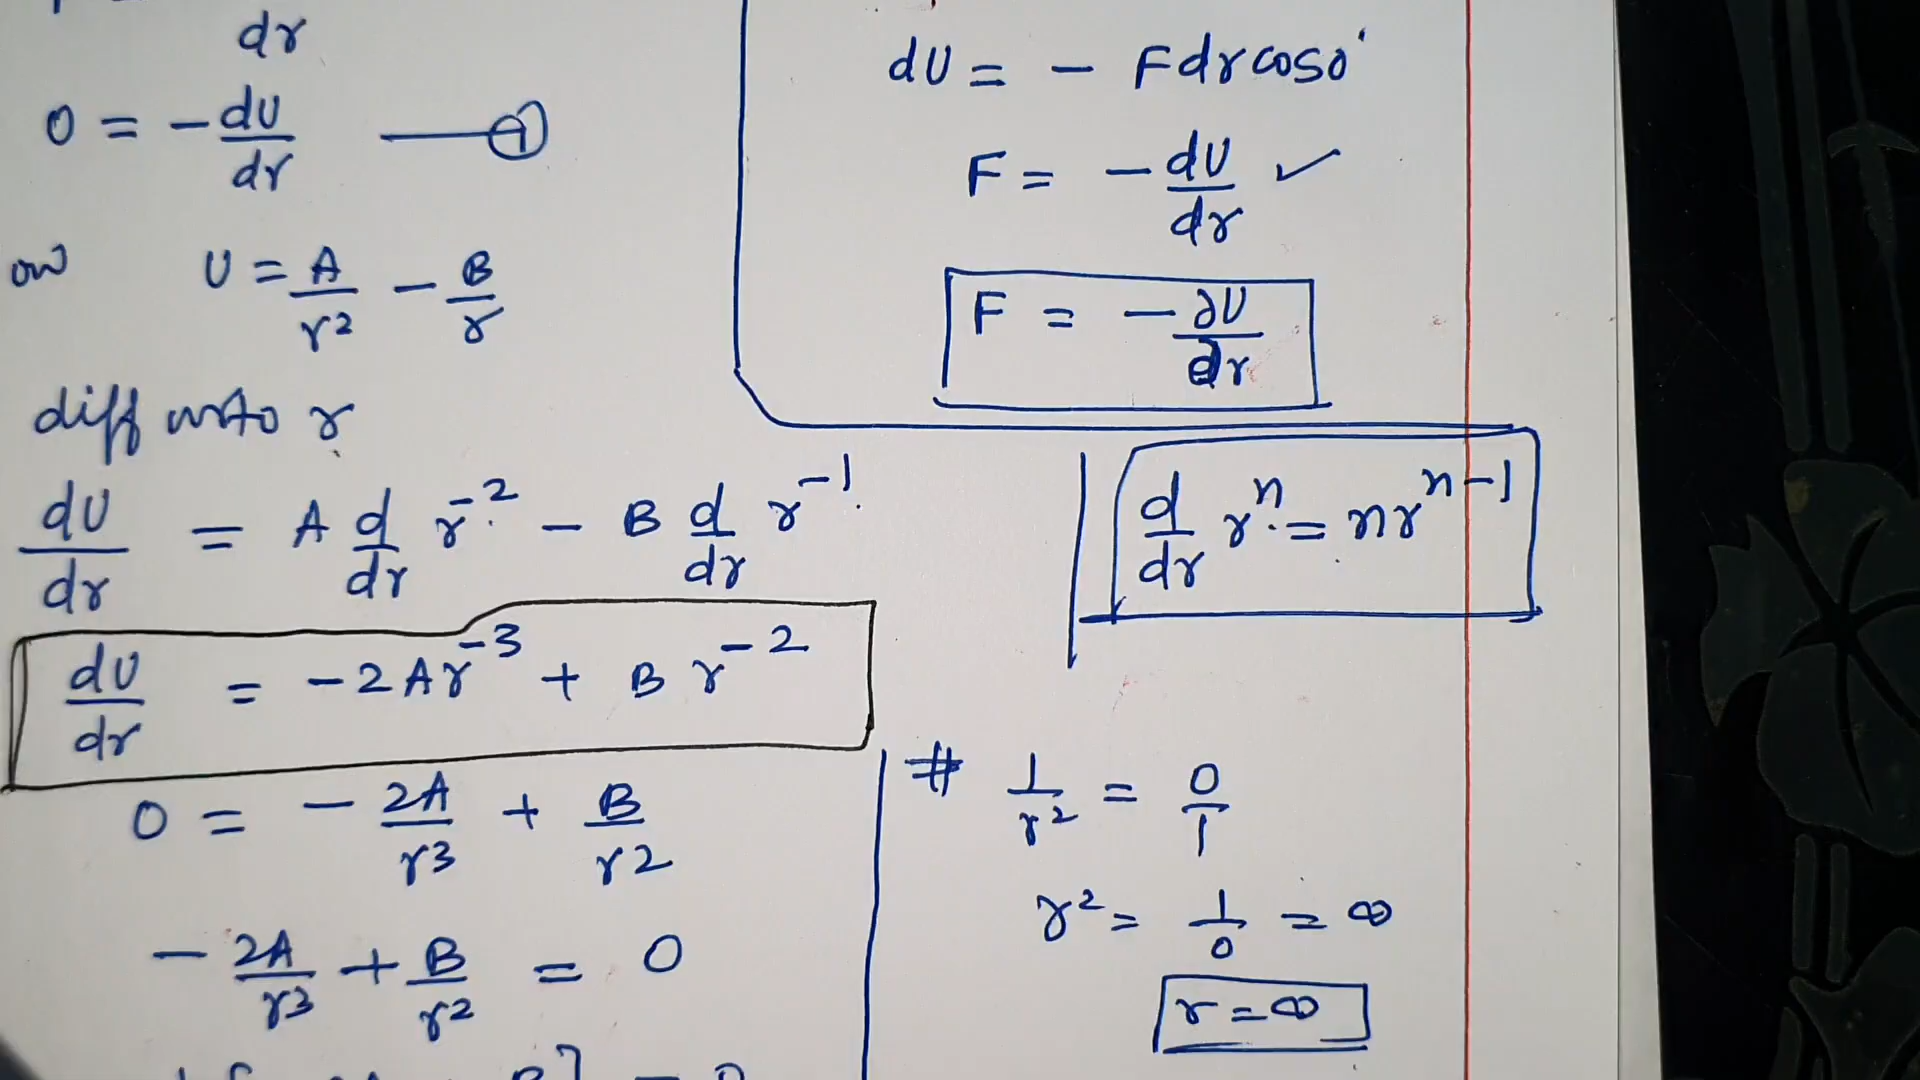 dr
0 = - dU/dr —— ①
U = A/r² - B/r
diff w.r.to r
dU/dr = A d/dr r⁻² - B d/dr r⁻¹
dU/dr = -2Ar⁻³ + B r⁻²
0 = - 2A/r³ + B/r²
- 2A/r³ + B/r² = 0
dU = - F dr cos0°
F = - dU/dr ✓
F = - ∂U/∂r
d/dr rⁿ = nrⁿ⁻¹
# 1/r² = 0/1
r² = 1/0 = ∞
r = ∞